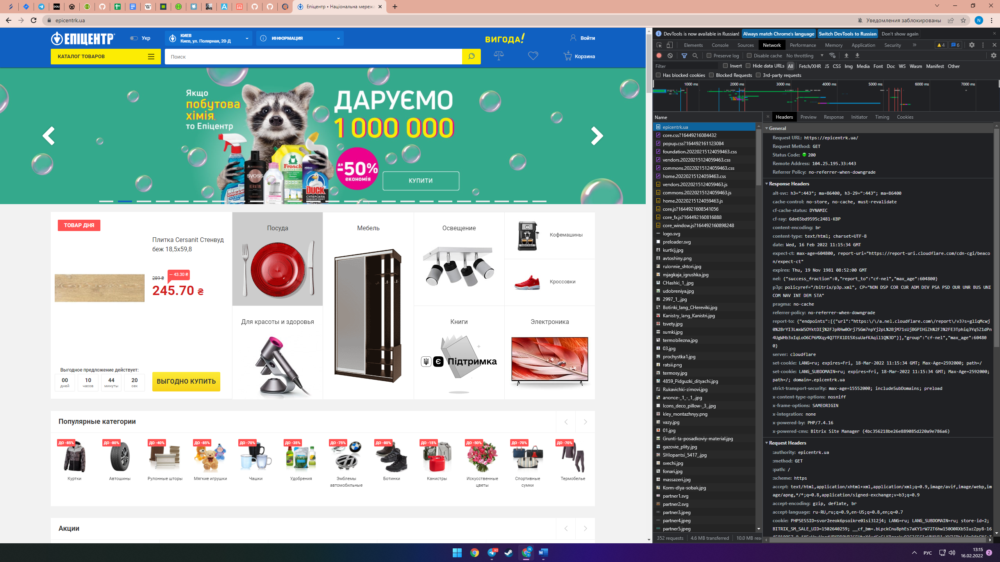 Епіцентр • Національна мереж
epicentrk.ua
Уведомления заблокированы
N
ЕПІЦЕНТР
Укр
КИЕВ
Киев, ул. Полярная, 20-Д
ИНФОРМАЦИЯ
ВИГОДА!
Войти
КАТАЛОГ ТОВАРОВ
Поиск
Корзина
Якщо
побутова
хімія,
то Епіцентр
ДАРУЄМО
1 000 000
до
-50%
економія
КУПИТИ
SYOSS
KERATIN
Frosch
DUCK
СУПЕРСИЛА
ORIGAMI
ТОВАР ДНЯ
Плитка Cersanit Стенвуд
беж 18,5x59,8
289 ₴
— 43.30 ₴
245.70 ₴
Выгодное предложение действует:
00 10 44 20
дней часов минуты сек
ВЫГОДНО КУПИТЬ
Посуда
Мебель
Освещение
Кофемашины
Кроссовки
Для красоты и здоровья
Книги
є Підтримка
Электроника
Популярные категории
ДО -85%
ДО -80%
ДО -40%
ДО -85%
ДО -70%
ДО -35%
ДО -75%
ДО -80%
ДО -15%
ДО -50%
ДО -70%
ДО -70%
Куртки
Автошины
Рулонные шторы
Мягкие игрушки
Чашки
Удобрения
Эмблемы
автомобильные
Ботинки
Канистры
Искусственные
цветы
Спортивные
сумки
Термобелье
Акции
DevTools is now available in Russian!
Always match Chrome's language
Switch DevTools to Russian
Don't show again
Elements Console Sources Network Performance Memory Application Security » 4 6
Preserve log Disable cache No throttling
Filter Invert Hide data URLs All Fetch/XHR JS CSS Img Media Font Doc WS Wasm Manifest Other
Has blocked cookies Blocked Requests 3rd-party requests
1000 ms 2000 ms 3000 ms 4000 ms 5000 ms 6000 ms 7000 ms
Name
epicentrk.ua
core.css?16449216084432
popup.css?164492161123084
foundation.20220215124059463.css
vendors.20220215124059463.css
commons.20220215124059463.css
home.20220215124059463.css
vendors.20220215124059463.js
commons.20220215124059463.js
home.20220215124059463.js
core.js?1644921608541056
core_fx.js?164492160816888
core_window.js?164492160898248
logo.svg
preloader.svg
kurtkij.jpg
avtoshiny.png
rulonnie_shtori.jpg
mjagkaja_igrushka.jpg
CHashki_1_.jpg
udobreniya.jpg
2997_1_.jpg
Botinki_lang_CHereviki.jpg
Kanistry_lang_Kanistri.jpg
tsvety.jpg
sumki.jpg
termobilezna.jpg
03.jpg
prochystka1.jpg
ratsii.png
termosy.jpg
4859_Pidguzki_dityachi.jpg
Rukavichki-zimovi.jpg
anonce-_1_-_1_.jpg
Icons_deco_pillow-_3_.jpg
kley_montazhnyy.png
vazy.jpg
01.jpg
Grunti-ta-posadkoviy-material.jpg
gazovie_plity.jpg
SHlopantsi_5417_.jpg
svechi.jpg
fonari.jpg
massazeri.jpg
Korm-dlya-sobak.jpg
partner1.svg
partner2.svg
partner3.jpeg
partner4.jpeg
partner5.jpeg
352 requests 4.6 MB transferred 10.0 MB res
Headers Preview Response Initiator Timing Cookies
General
Request URL: https://epicentrk.ua/
Request Method: GET
Status Code: 200
Remote Address: 104.25.195.33:443
Referrer Policy: no-referrer-when-downgrade
Response Headers
alt-svc: h3=":443"; ma=86400, h3-29=":443"; ma=86400
cache-control: no-store, no-cache, must-revalidate
cf-cache-status: DYNAMIC
cf-ray: 6de65bd9595c2481-KBP
content-encoding: br
content-type: text/html; charset=UTF-8
date: Wed, 16 Feb 2022 11:15:34 GMT
expect-ct: max-age=604800, report-uri="https://report-uri.cloudflare.com/cdn-cgi/beaco
n/expect-ct"
expires: Thu, 19 Nov 1981 08:52:00 GMT
nel: {"success_fraction":0,"report_to":"cf-nel","max_age":604800}
p3p: policyref="/bitrix/p3p.xml", CP="NON DSP COR CUR ADM DEV PSA PSD OUR UNR BUS UNI
COM NAV INT DEM STA"
pragma: no-cache
referrer-policy: no-referrer-when-downgrade
report-to: {"endpoints":[{"url":"https:\/\/a.nel.cloudflare.com\/report\/v3?s=gliqMcwj
0%2BrYI3LmxWSOYktDIj%2FJpRHw0Orj7SGm7npYj2pL%2BjM71sUjBGPIHiZh%2FJ%2FE3Tphiq3Yq5Z1dPn
4UgWHb3xIqLoO6CP6MXqy4Q7TFXlD15XsuUafKAqil1Q%3D"}],"group":"cf-nel","max_age":60480
0}
server: cloudflare
set-cookie: LANG=ru; expires=Fri, 18-Mar-2022 11:15:34 GMT; Max-Age=2592000; path=/
set-cookie: LANG_SUBDOMAIN=ru; expires=Fri, 18-Mar-2022 11:15:34 GMT; Max-Age=2592000;
path=/; domain=.epicentrk.ua
strict-transport-security: max-age=15552000; includeSubDomains; preload
x-content-type-options: nosniff
x-frame-options: SAMEORIGIN
x-integration: none
x-powered-by: PHP/7.4.16
x-powered-cms: Bitrix Site Manager (4bc356218be26e889085d220a9e786a6)
Request Headers
:authority: epicentrk.ua
:method: GET
:path: /
:scheme: https
accept: text/html,application/xhtml+xml,application/xml;q=0.9,image/avif,image/webp,im
age/apng,*/*;q=0.8,application/signed-exchange;v=b3;q=0.9
accept-encoding: gzip, deflate, br
accept-language: ru-RU,ru;q=0.9,en-US;q=0.8,en;q=0.7
cookie: PHPSESSID=svor2eeok6psoikre0lsi3l2j4; LANG=ru; LANG_SUBDOMAIN=ru; store-id=2;
BITRIX_SM_SALE_UID=1502640259; __cf_bm=.bLpckCnu8phEs7aKY1rW72T6hw150O0RXb5IuzZpy8-16
РУС
13:15
16.02.2022
2